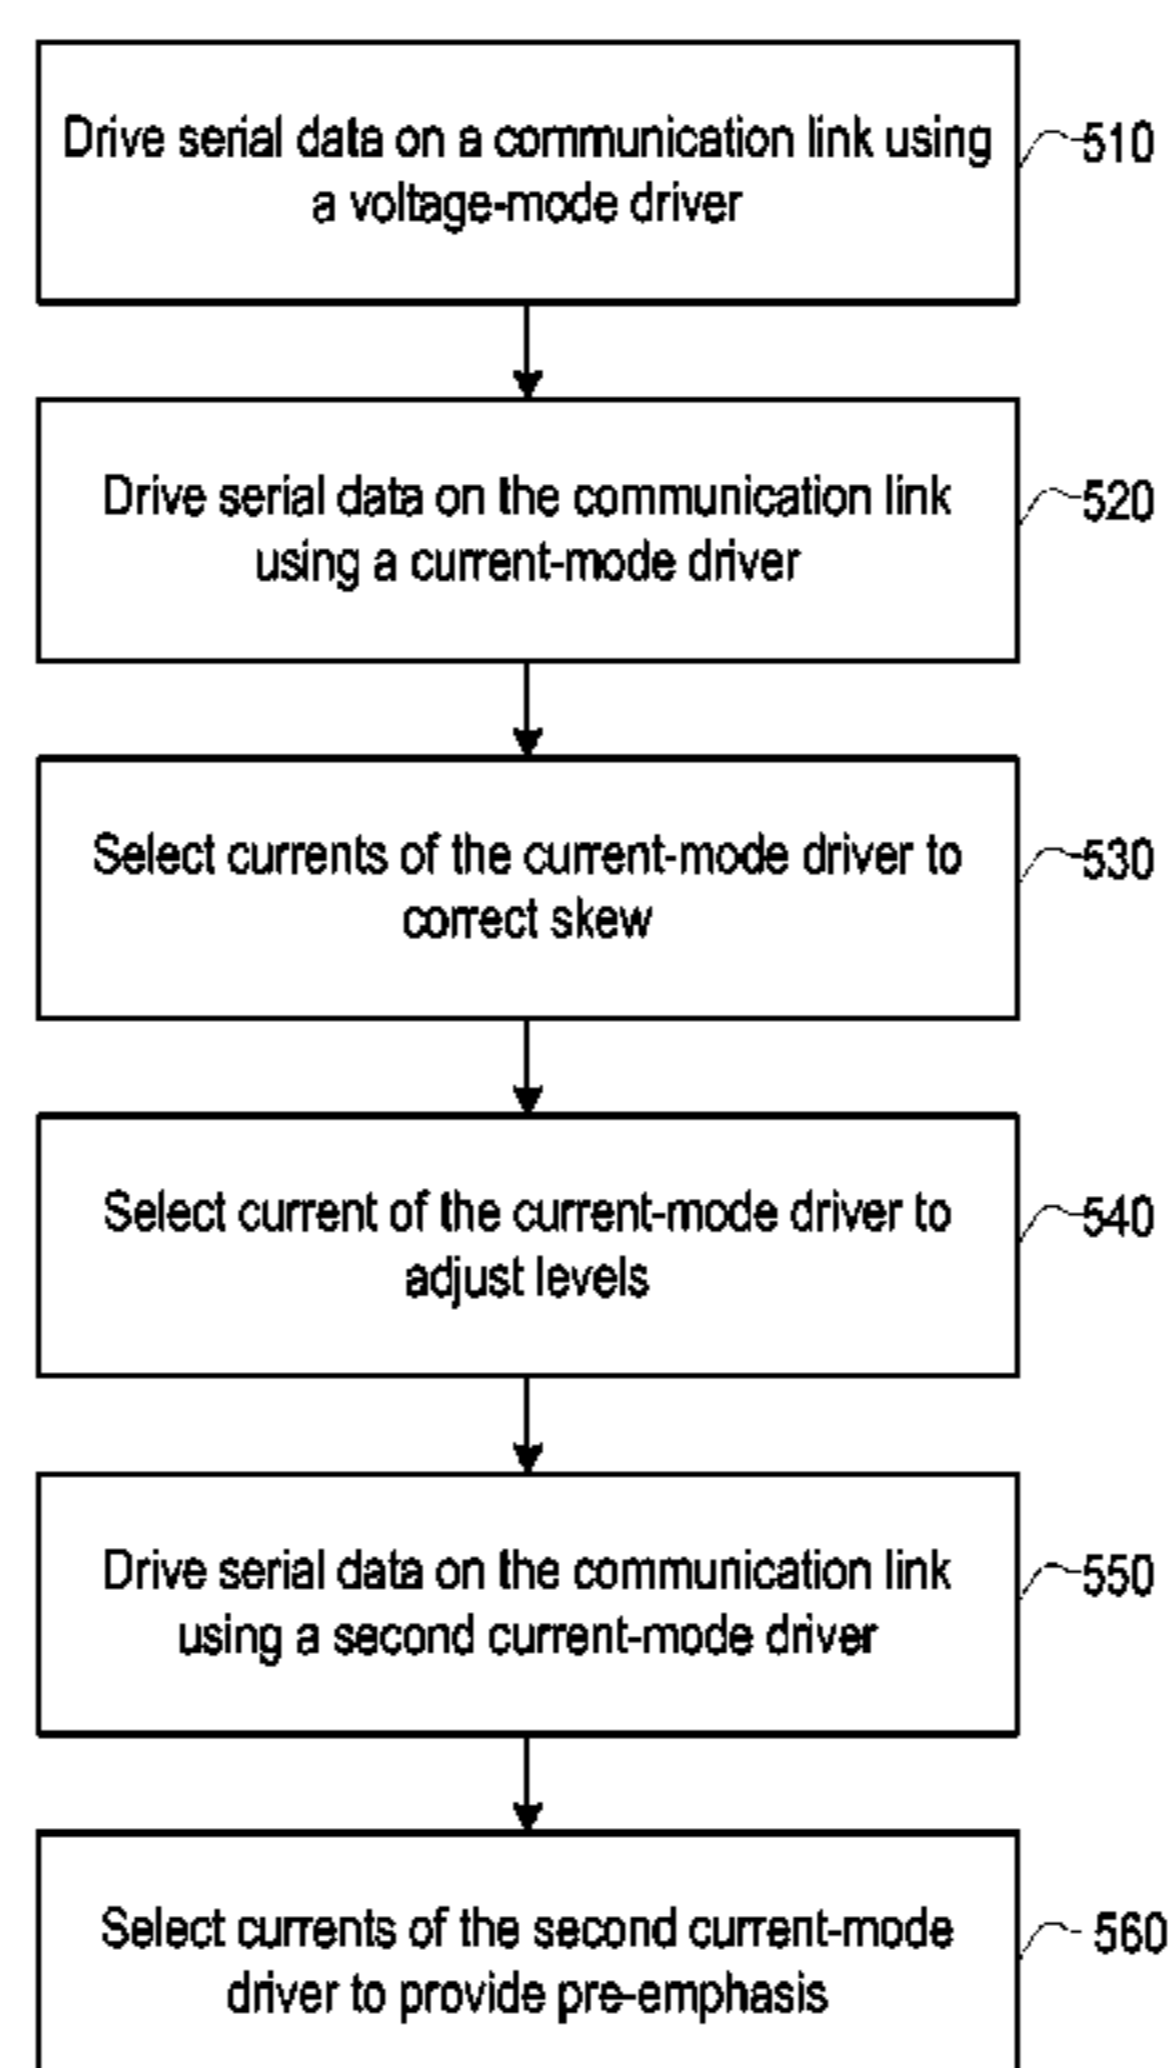 Drive serial data on a communication link using
a voltage-mode driver
510
Drive serial data on the communication link
using a current-mode driver
520
Select currents of the current-mode driver to
correct skew
530
Select current of the current-mode driver to
adjust levels
540
Drive serial data on the communication link
using a second current-mode driver
550
Select currents of the second current-mode
driver to provide pre-emphasis
560